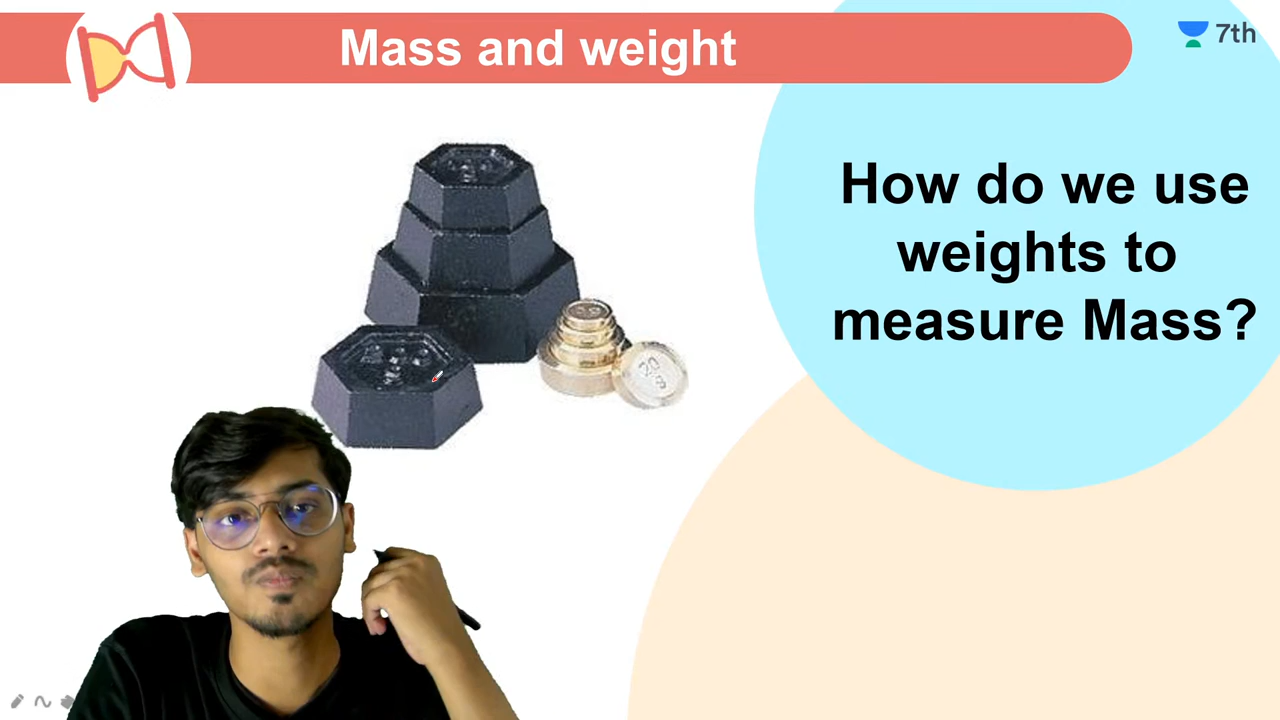 Mass and weight
7th
How do we use
weights to
measure Mass?